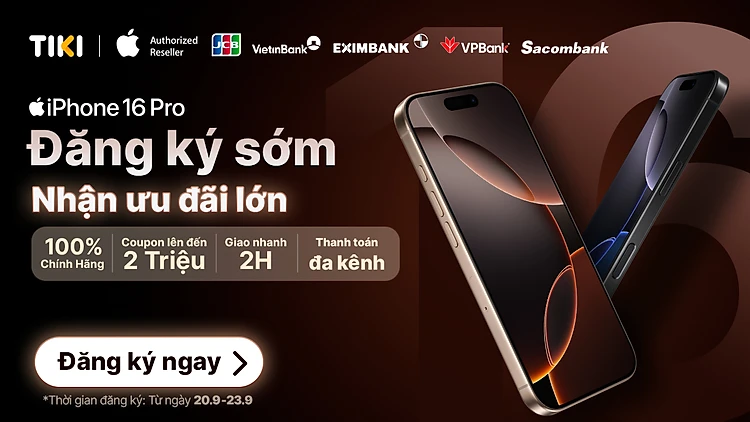 TIKI
Authorized
Reseller
JCB
VietinBank
EXIMBANK
VPBank
Sacombank
iPhone 16 Pro
Đăng ký sớm
Nhận ưu đãi lớn
100%
Chính Hãng
Coupon lên đến
2 Triệu
Giao nhanh
2H
Thanh toán
đa kênh
Đăng ký ngay
*Thời gian đăng ký: Từ ngày 20.9-23.9
16